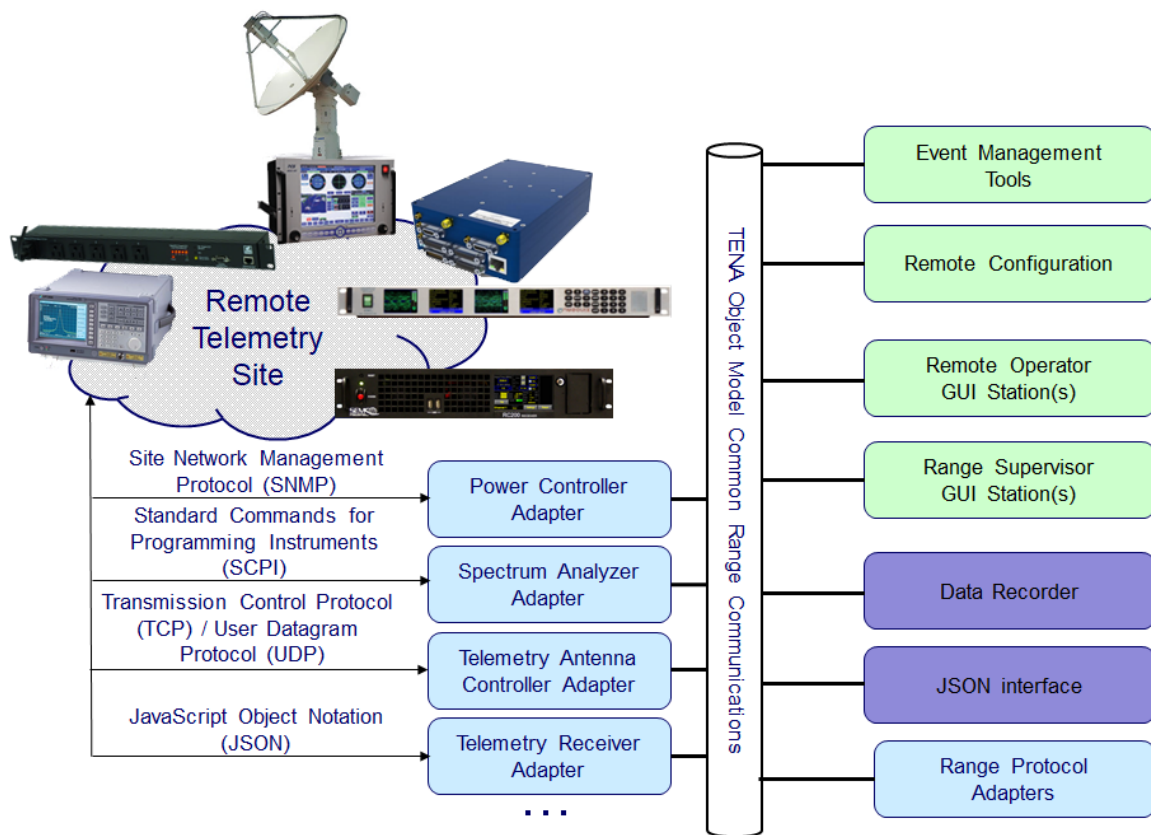 Remote
Telemetry
Site
SEMCO
RC200
Site Network Management
Protocol (SNMP)
Standard Commands for
Programming Instruments
(SCPI)
Transmission Control Protocol
(TCP) / User Datagram
Protocol (UDP)
JavaScript Object Notation
(JSON)
Power Controller
Adapter
Spectrum Analyzer
Adapter
Telemetry Antenna
Controller Adapter
Telemetry Receiver
Adapter
. . .
TENA Object Model Common Range Communications
Event Management
Tools
Remote Configuration
Remote Operator
GUI Station(s)
Range Supervisor
GUI Station(s)
Data Recorder
JSON interface
Range Protocol
Adapters